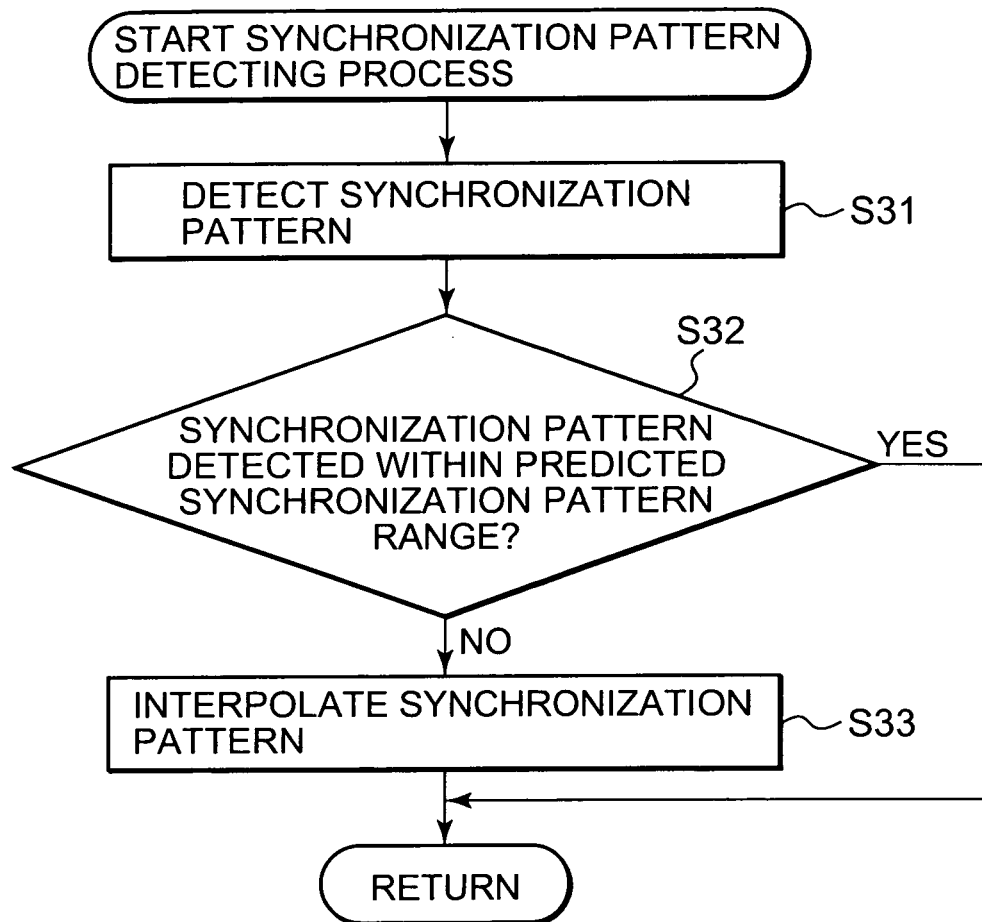 START SYNCHRONIZATION PATTERN
DETECTING PROCESS
DETECT SYNCHRONIZATION
PATTERN
S31
S32
SYNCHRONIZATION PATTERN
DETECTED WITHIN PREDICTED
SYNCHRONIZATION PATTERN
RANGE?
YES
NO
INTERPOLATE SYNCHRONIZATION
PATTERN
S33
RETURN